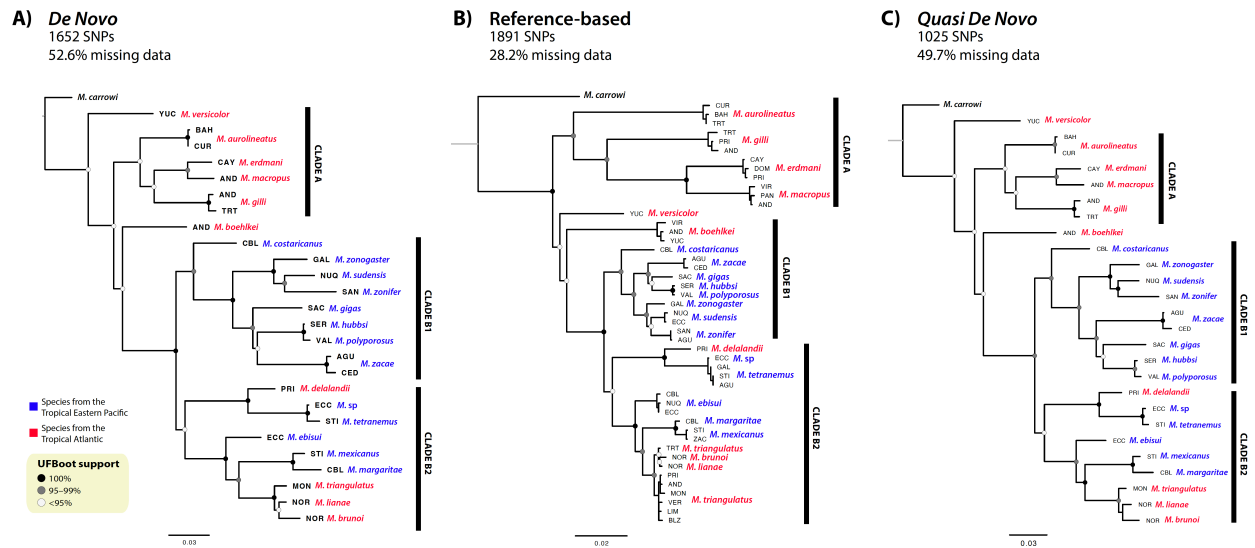 A) De Novo
1652 SNPs
52.6% missing data
M. carrowi
YUC M. versicolor
BAH
M. aurolineatus
CUR
CAY M. erdmani
AND M. macropus
AND
M. gilli
TRT
CLADE A
AND M. boehlkei
CBL M. costaricanus
GAL M. zonogaster
NUQ M. sudensis
SAN M. zonifer
SAC M. gigas
SER M. hubbsi
VAL M. polyporosus
AGU
M. zacae
CED
CLADE B1
PRI M. delalandii
ECC M. sp
STI M. tetranemus
ECC M. ebisui
STI M. mexicanus
CBL M. margaritae
MON M. triangulatus
NOR M. lianae
NOR M. brunoi
CLADE B2
Species from the
Tropical Eastern Pacific
Species from the
Tropical Atlantic
UFBoot support
100%
95–99%
<95%
0.03
B) Reference-based
1891 SNPs
28.2% missing data
M. carrowi
CUR
BAH M. aurolineatus
TRT
TRT
PRI M. gilli
AND
CAY
DOM M. erdmani
PRI
VIR
PAN M. macropus
AND
CLADE A
YUC M. versicolor
VIR
AND M. boehlkei
YUC
CBL M. costaricanus
AGU
M. zacae
CED
SAC M. gigas
SER M. hubbsi
VAL M. polyporosus
GAL M. zonogaster
NUQ
M. sudensis
ECC
SAN
M. zonifer
AGU
CLADE B1
PRI M. delalandii
ECC M. sp
GAL
STI M. tetranemus
AGU
CBL
NUQ M. ebisui
ECC
CBL M. margaritae
STI
M. mexicanus
ZAC
TRT M. triangulatus
NOR M. brunoi
NOR M. lianae
PRI
AND
MON
M. triangulatus
VER
LIM
BLZ
CLADE B2
0.02
C) Quasi De Novo
1025 SNPs
49.7% missing data
M. carrowi
YUC M. versicolor
BAH
M. aurolineatus
CUR
CAY M. erdmani
AND M. macropus
AND
M. gilli
TRT
CLADE A
AND M. boehlkei
CBL M. costaricanus
GAL M. zonogaster
NUQ M. sudensis
SAN M. zonifer
AGU
M. zacae
CED
SAC M. gigas
SER M. hubbsi
VAL M. polyporosus
CLADE B1
PRI M. delalandii
ECC M. sp
STI M. tetranemus
ECC M. ebisui
STI M. mexicanus
CBL M. margaritae
MON M. triangulatus
NOR M. lianae
NOR M. brunoi
CLADE B2
0.03